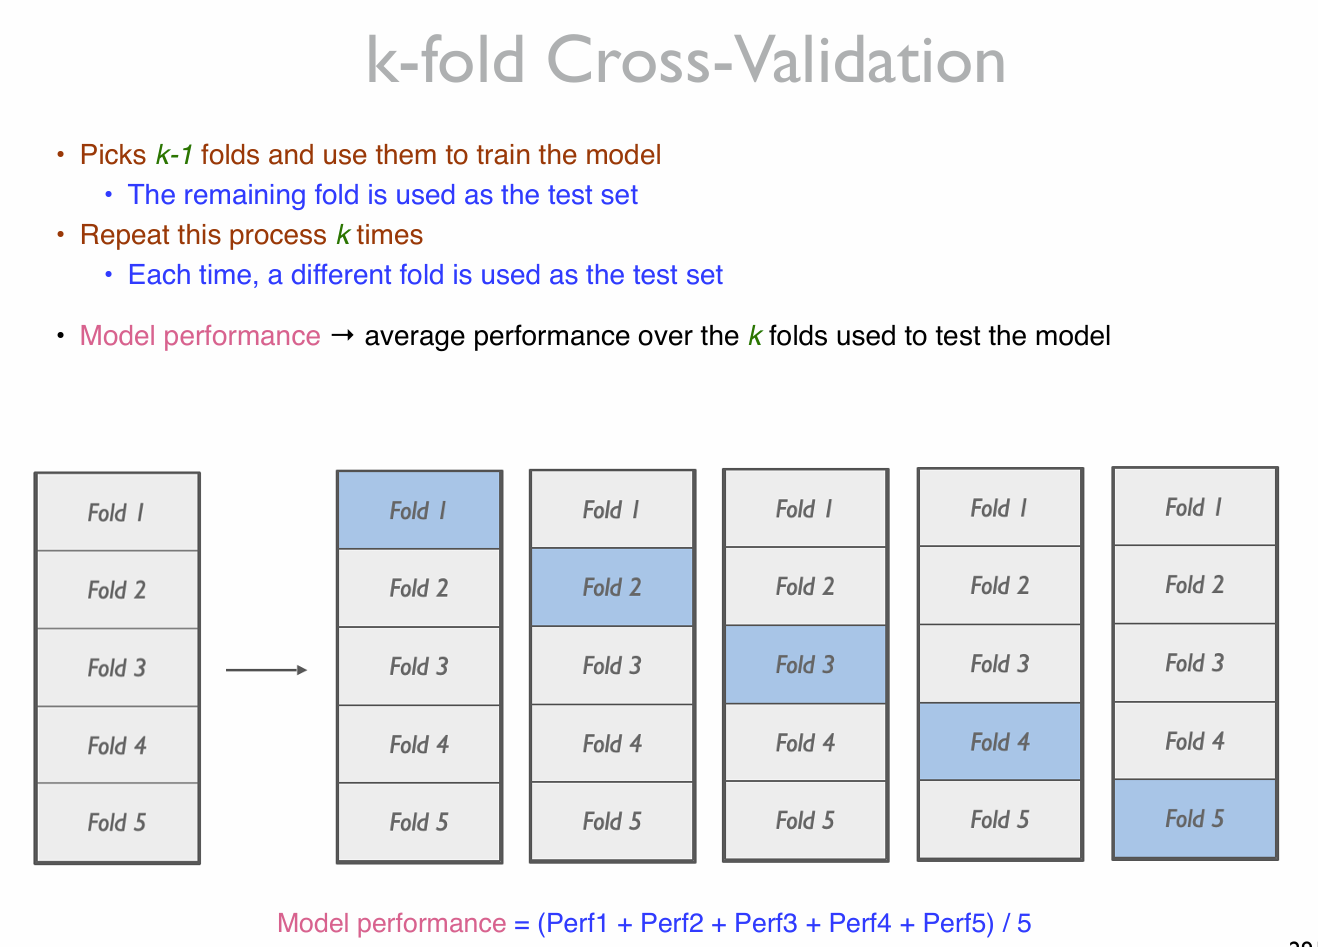 k-fold Cross-Validation
• Picks k-1 folds and use them to train the model
• The remaining fold is used as the test set
• Repeat this process k times
• Each time, a different fold is used as the test set
• Model performance → average performance over the k folds used to test the model
Fold 1 Fold 1 Fold 1 Fold 1 Fold 1 Fold 1
Fold 2 Fold 2 Fold 2 Fold 2 Fold 2 Fold 2
Fold 3 Fold 3 Fold 3 Fold 3 Fold 3 Fold 3
Fold 4 Fold 4 Fold 4 Fold 4 Fold 4 Fold 4
Fold 5 Fold 5 Fold 5 Fold 5 Fold 5 Fold 5
Model performance = (Perf1 + Perf2 + Perf3 + Perf4 + Perf5) / 5